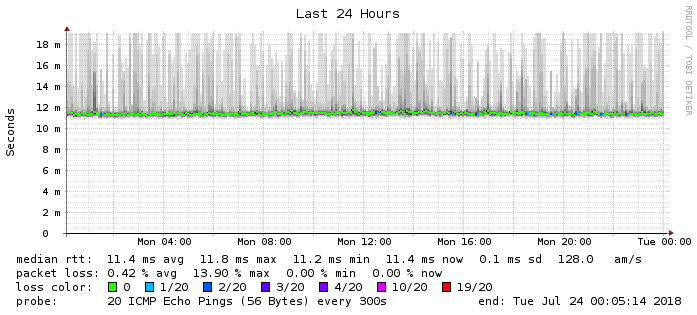 Last 24 Hours
RRDTOOL / TOBI OETIKER
Seconds
18 m
16 m
14 m
12 m
10 m
8 m
6 m
4 m
2 m
0
Mon 04:00 Mon 08:00 Mon 12:00 Mon 16:00 Mon 20:00 Tue 00:00
median rtt: 11.4 ms avg 11.8 ms max 11.2 ms min 11.4 ms now 0.1 ms sd 128.0 am/s
packet loss: 0.42 % avg 13.90 % max 0.00 % min 0.00 % now
loss color: 0 1/20 2/20 3/20 4/20 10/20 19/20
probe: 20 ICMP Echo Pings (56 Bytes) every 300s end: Tue Jul 24 00:05:14 2018